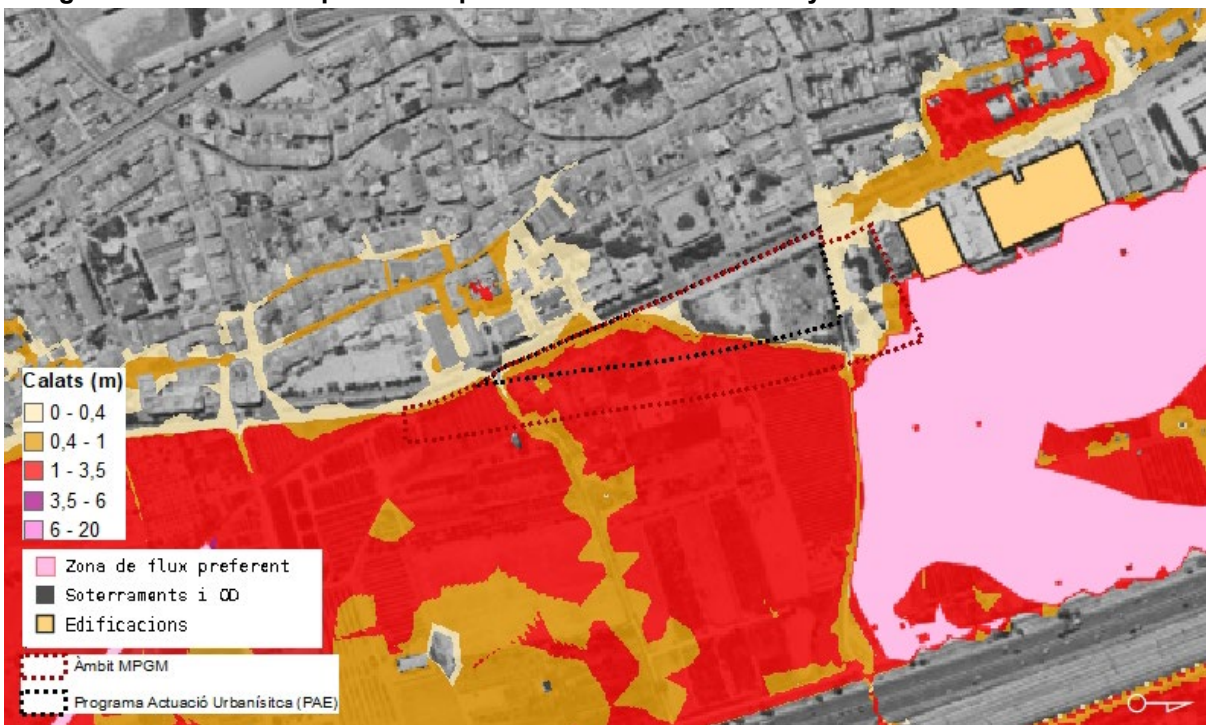 Calats (m)
0 - 0,4
0,4 - 1
1 - 3,5
3,5 - 6
6 - 20
Zona de flux preferent
Soterraments i OD
Edificacions
Àmbit MPGM
Programa Actuació Urbanísitca (PAE)